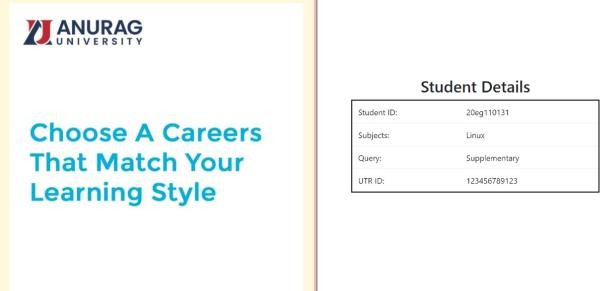 ANURAG
UNIVERSITY
Choose A Careers
That Match Your
Learning Style
Student Details
Student ID: 20eg110131
Subjects: Linux
Query: Supplementary
UTR ID: 123456789123